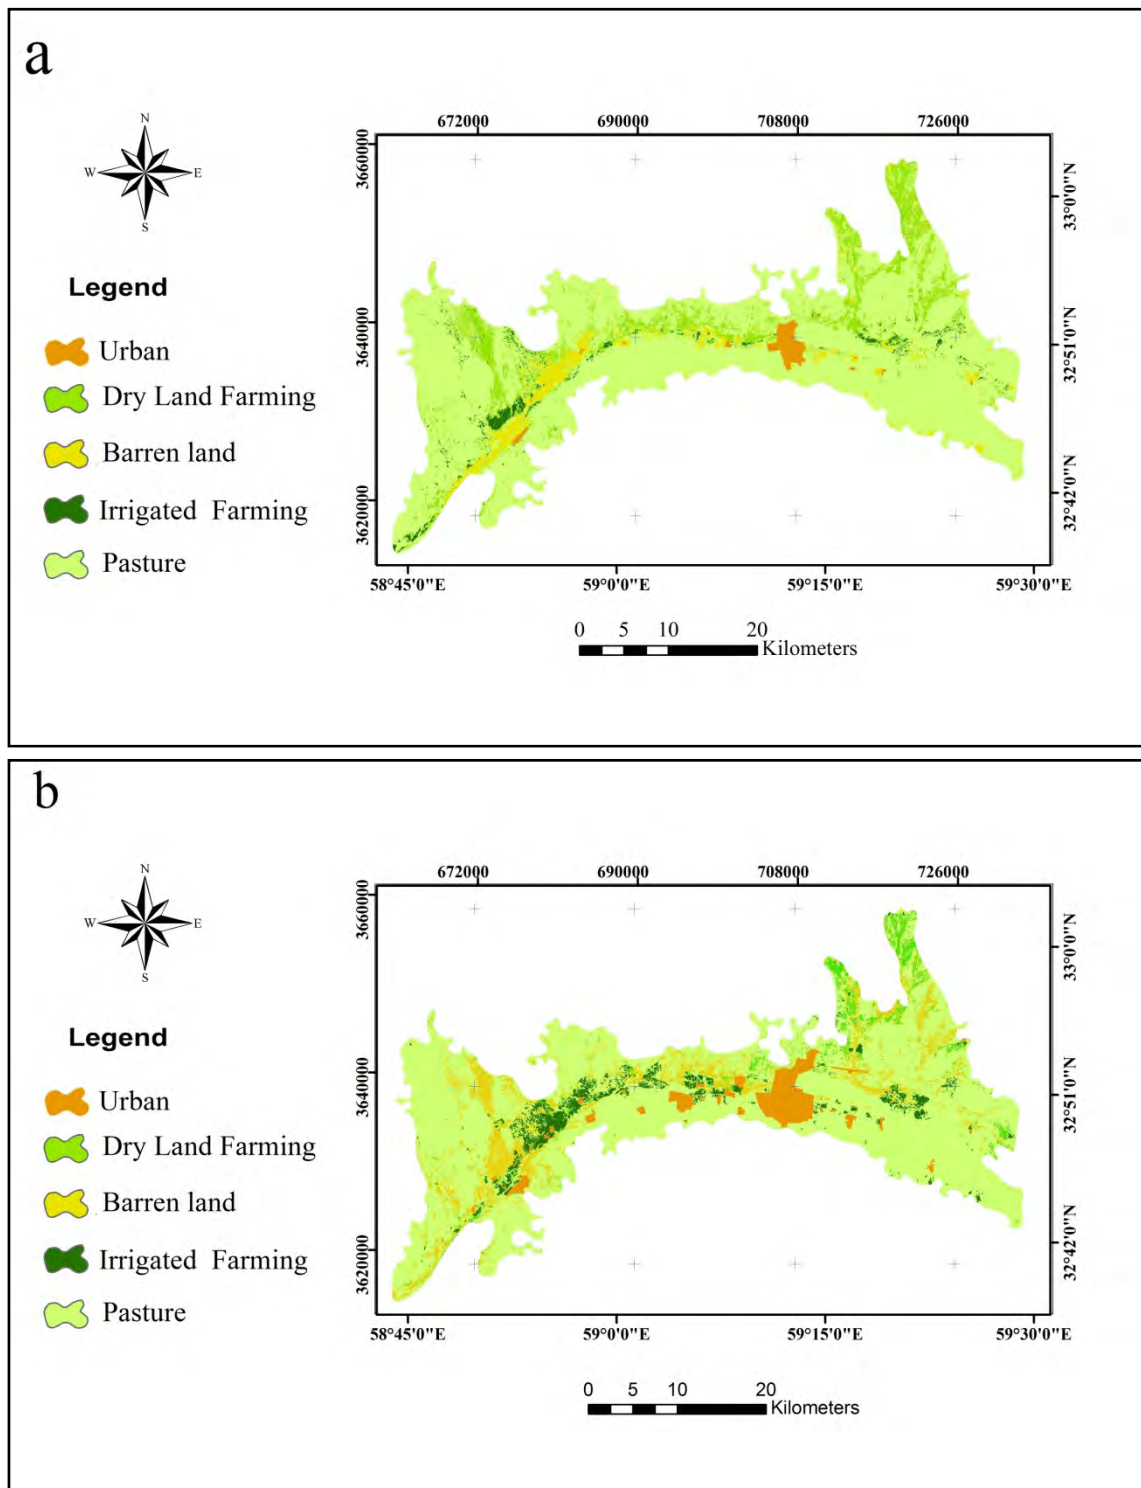 a
N
W E
S
Legend
Urban
Dry Land Farming
Barren land
Irrigated Farming
Pasture
672000 690000 708000 726000
3660000
3640000
3620000
33°0'0"N
32°51'0"N
32°42'0"N
58°45'0"E 59°0'0"E 59°15'0"E 59°30'0"E
0 5 10 20
Kilometers
b
N
W E
S
Legend
Urban
Dry Land Farming
Barren land
Irrigated Farming
Pasture
672000 690000 708000 726000
3660000
3640000
3620000
33°0'0"N
32°51'0"N
32°42'0"N
58°45'0"E 59°0'0"E 59°15'0"E 59°30'0"E
0 5 10 20
Kilometers